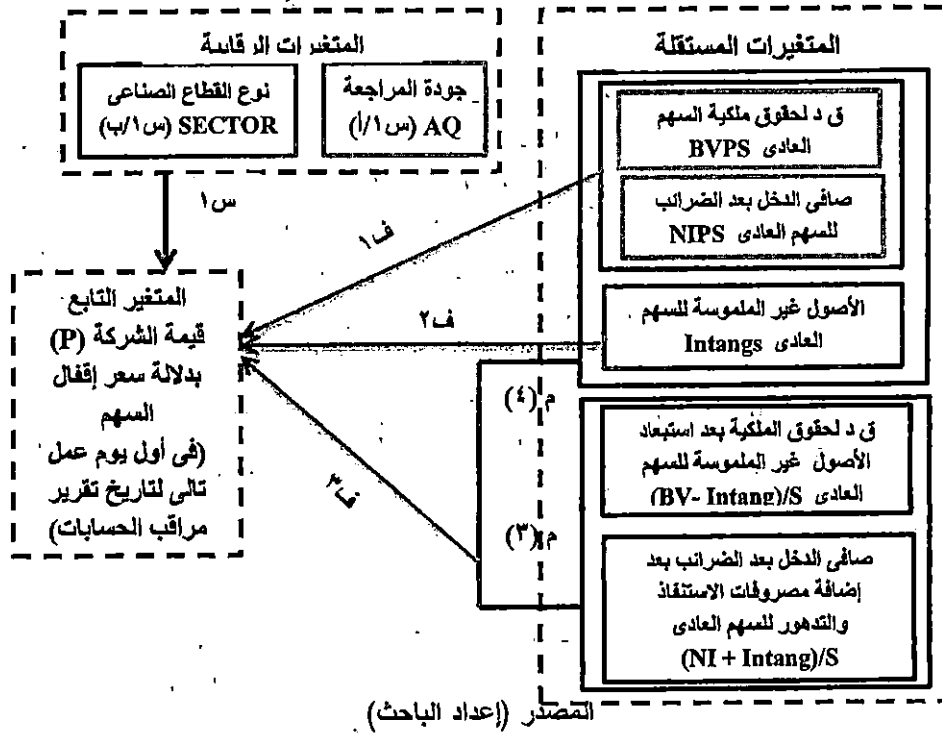 المتغيرات المستقلة
ق د لحقوق ملكية السهم
العادى BVPS
صافى الدخل بعد الضرائب
للسهم العادى NIPS
الأصول غير الملموسة للسهم
العادى Intangs
ق د لحقوق الملكية بعد استبعاد
الأصول غير الملموسة للسهم
العادى (BV- Intang)/S
صافى الدخل بعد الضرائب بعد
إضافة مصروفات الاستنفاذ
والتدهور للسهم العادى
(NI + Intang)/S
المتغيرات الرقابية
جودة المراجعة
AQ (س١/أ)
نوع القطاع الصناعى
SECTOR (س١/ب)
س١
ف١
ف٢
ف٣
م (٤)
م (٣)
المتغير التابع
قيمة الشركة (P)
بدلالة سعر إقفال
السهم
(فى أول يوم عمل
تالى لتاريخ تقرير
مراقب الحسابات)
المصدر (إعداد الباحث)